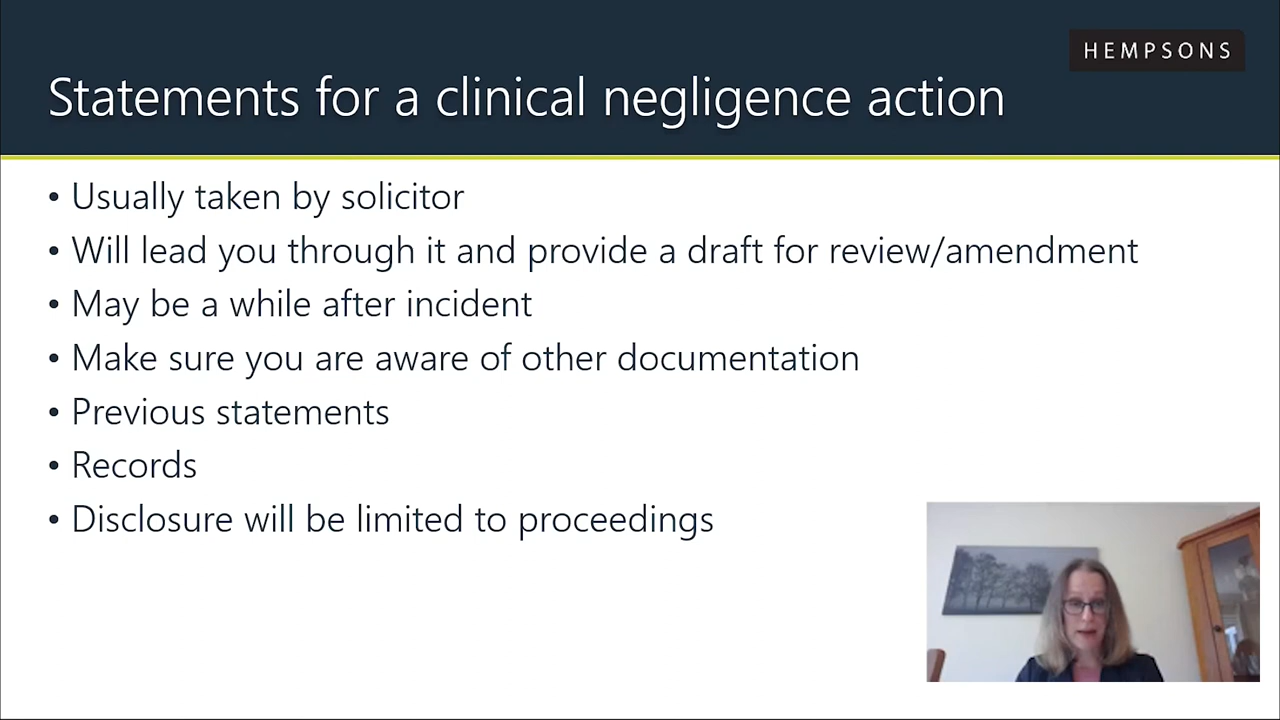 HEMPSONS
Statements for a clinical negligence action
• Usually taken by solicitor
• Will lead you through it and provide a draft for review/amendment
• May be a while after incident
• Make sure you are aware of other documentation
• Previous statements
• Records
• Disclosure will be limited to proceedings